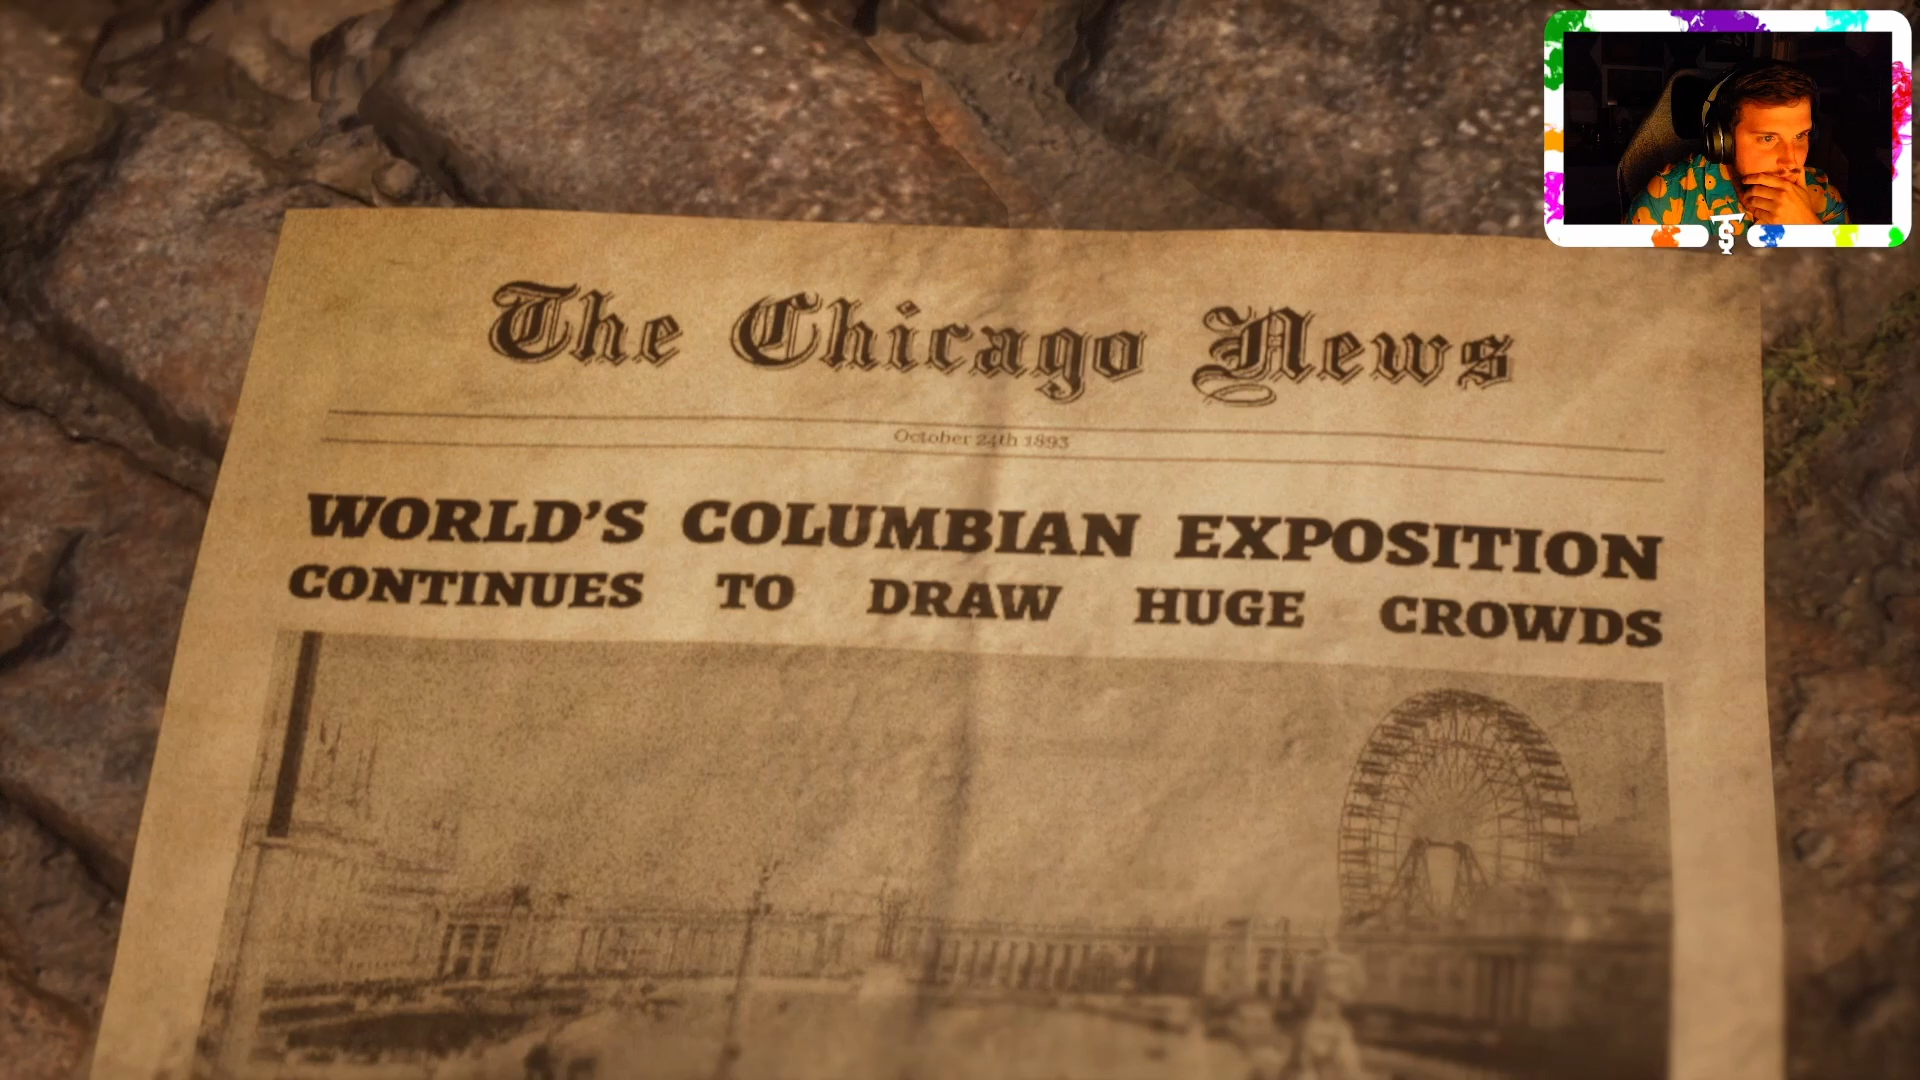 The Chicago News
October 24th 1893
WORLD'S COLUMBIAN EXPOSITION
CONTINUES TO DRAW HUGE CROWDS